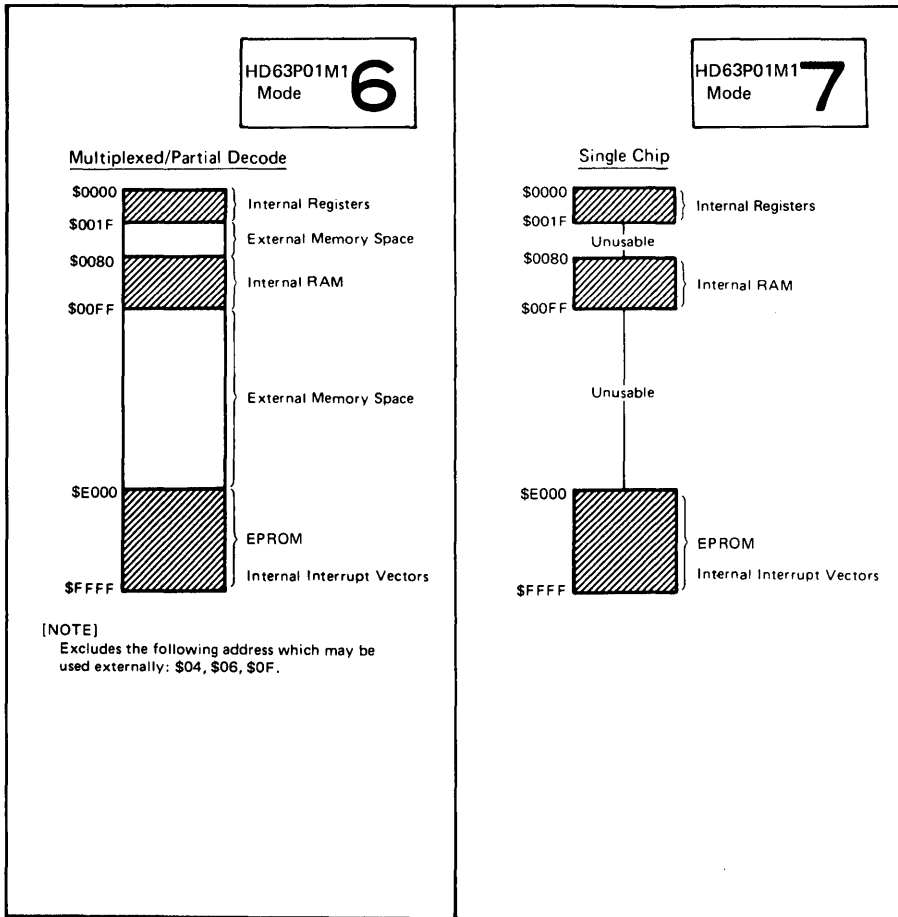 HD63P01M1
Mode 6
Multiplexed/Partial Decode
$0000
Internal Registers
$001F
External Memory Space
$0080
Internal RAM
$00FF
External Memory Space
$E000
EPROM
Internal Interrupt Vectors
$FFFF
[NOTE]
Excludes the following address which may be
used externally: $04, $06, $0F.
HD63P01M1
Mode 7
Single Chip
$0000
Internal Registers
$001F
Unusable
$0080
Internal RAM
$00FF
Unusable
$E000
EPROM
Internal Interrupt Vectors
$FFFF